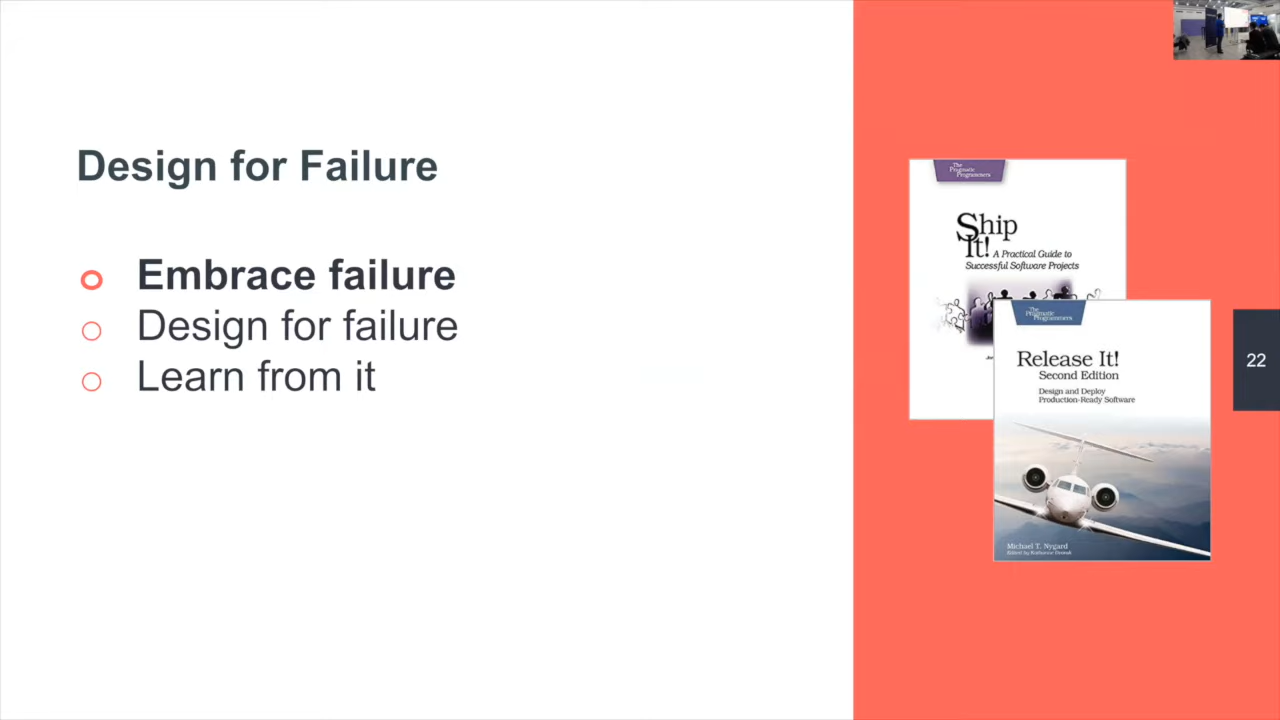 Design for Failure
Embrace failure
Design for failure
Learn from it
The
Pragmatic
Programmers
Ship
It!
A Practical Guide to
Successful Software Projects
The
Pragmatic
Programmers
Release It!
Second Edition
Design and Deploy
Production-Ready Software
Michael T. Nygard
Edited by Katharine Dvorak
22